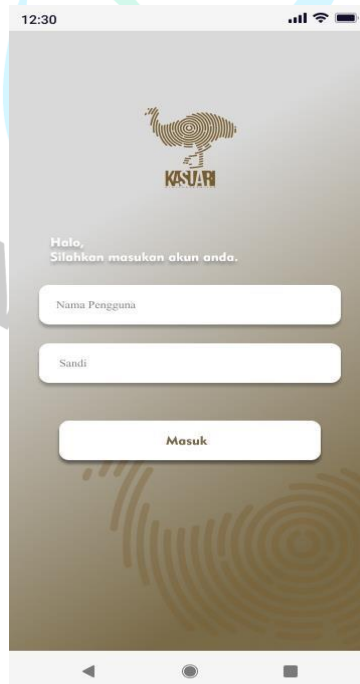 12:30
KASUARI
Halo,
Silahkan masukan akun anda.
Nama Pengguna
Sandi
Masuk